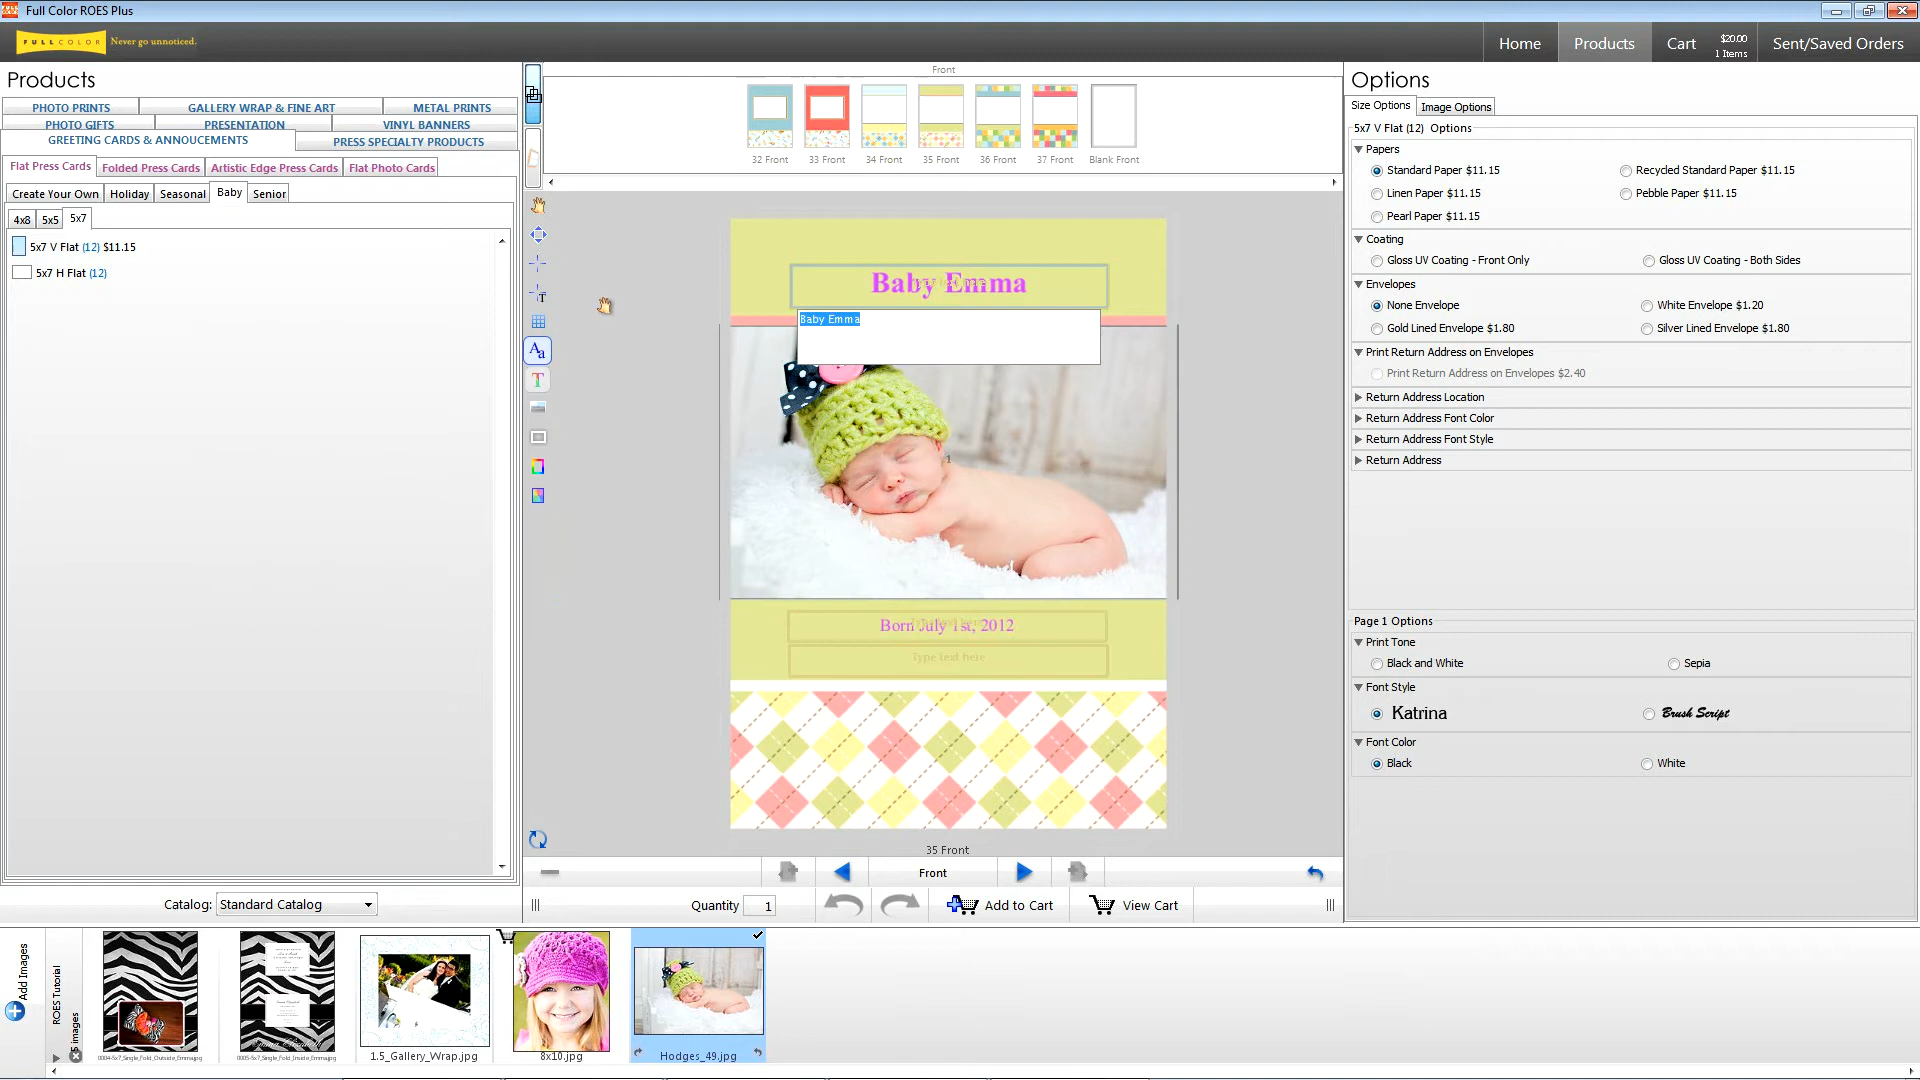 Full Color ROES Plus
FULLCOLOR Never go unnoticed.
Home Products Cart $20.00 1 Items Sent/Saved Orders
Products
PHOTO PRINTS GALLERY WRAP & FINE ART METAL PRINTS
PHOTO GIFTS PRESENTATION VINYL BANNERS
GREETING CARDS & ANNOUCEMENTS PRESS SPECIALTY PRODUCTS
Flat Press Cards Folded Press Cards Artistic Edge Press Cards Flat Photo Cards
Create Your Own Holiday Seasonal Baby Senior
4x8 5x5 5x7
5x7 V Flat (12) $11.15
5x7 H Flat (12)
Catalog: Standard Catalog
Front
32 Front 33 Front 34 Front 35 Front 36 Front 37 Front Blank Front
Baby Emma
Baby Emma
1
Born July 1st, 2012
Type text here
35 Front
Front
Quantity 1 Add to Cart View Cart
Options
Size Options Image Options
5x7 V Flat (12) Options
Papers
Standard Paper $11.15 Recycled Standard Paper $11.15
Linen Paper $11.15 Pebble Paper $11.15
Pearl Paper $11.15
Coating
Gloss UV Coating - Front Only Gloss UV Coating - Both Sides
Envelopes
None Envelope White Envelope $1.20
Gold Lined Envelope $1.80 Silver Lined Envelope $1.80
Print Return Address on Envelopes
Print Return Address on Envelopes $2.40
Return Address Location
Return Address Font Color
Return Address Font Style
Return Address
Page 1 Options
Print Tone
Black and White Sepia
Font Style
Katrina Brush Script
Font Color
Black White
Add Images
ROES Tutorial
5 images
0004-5x7_Single_Fold_Outside_Emma.jpg 0005-5x7_Single_Fold_Inside_Emma.jpg 1.5_Gallery_Wrap.jpg 8x10.jpg Hodges_49.jpg